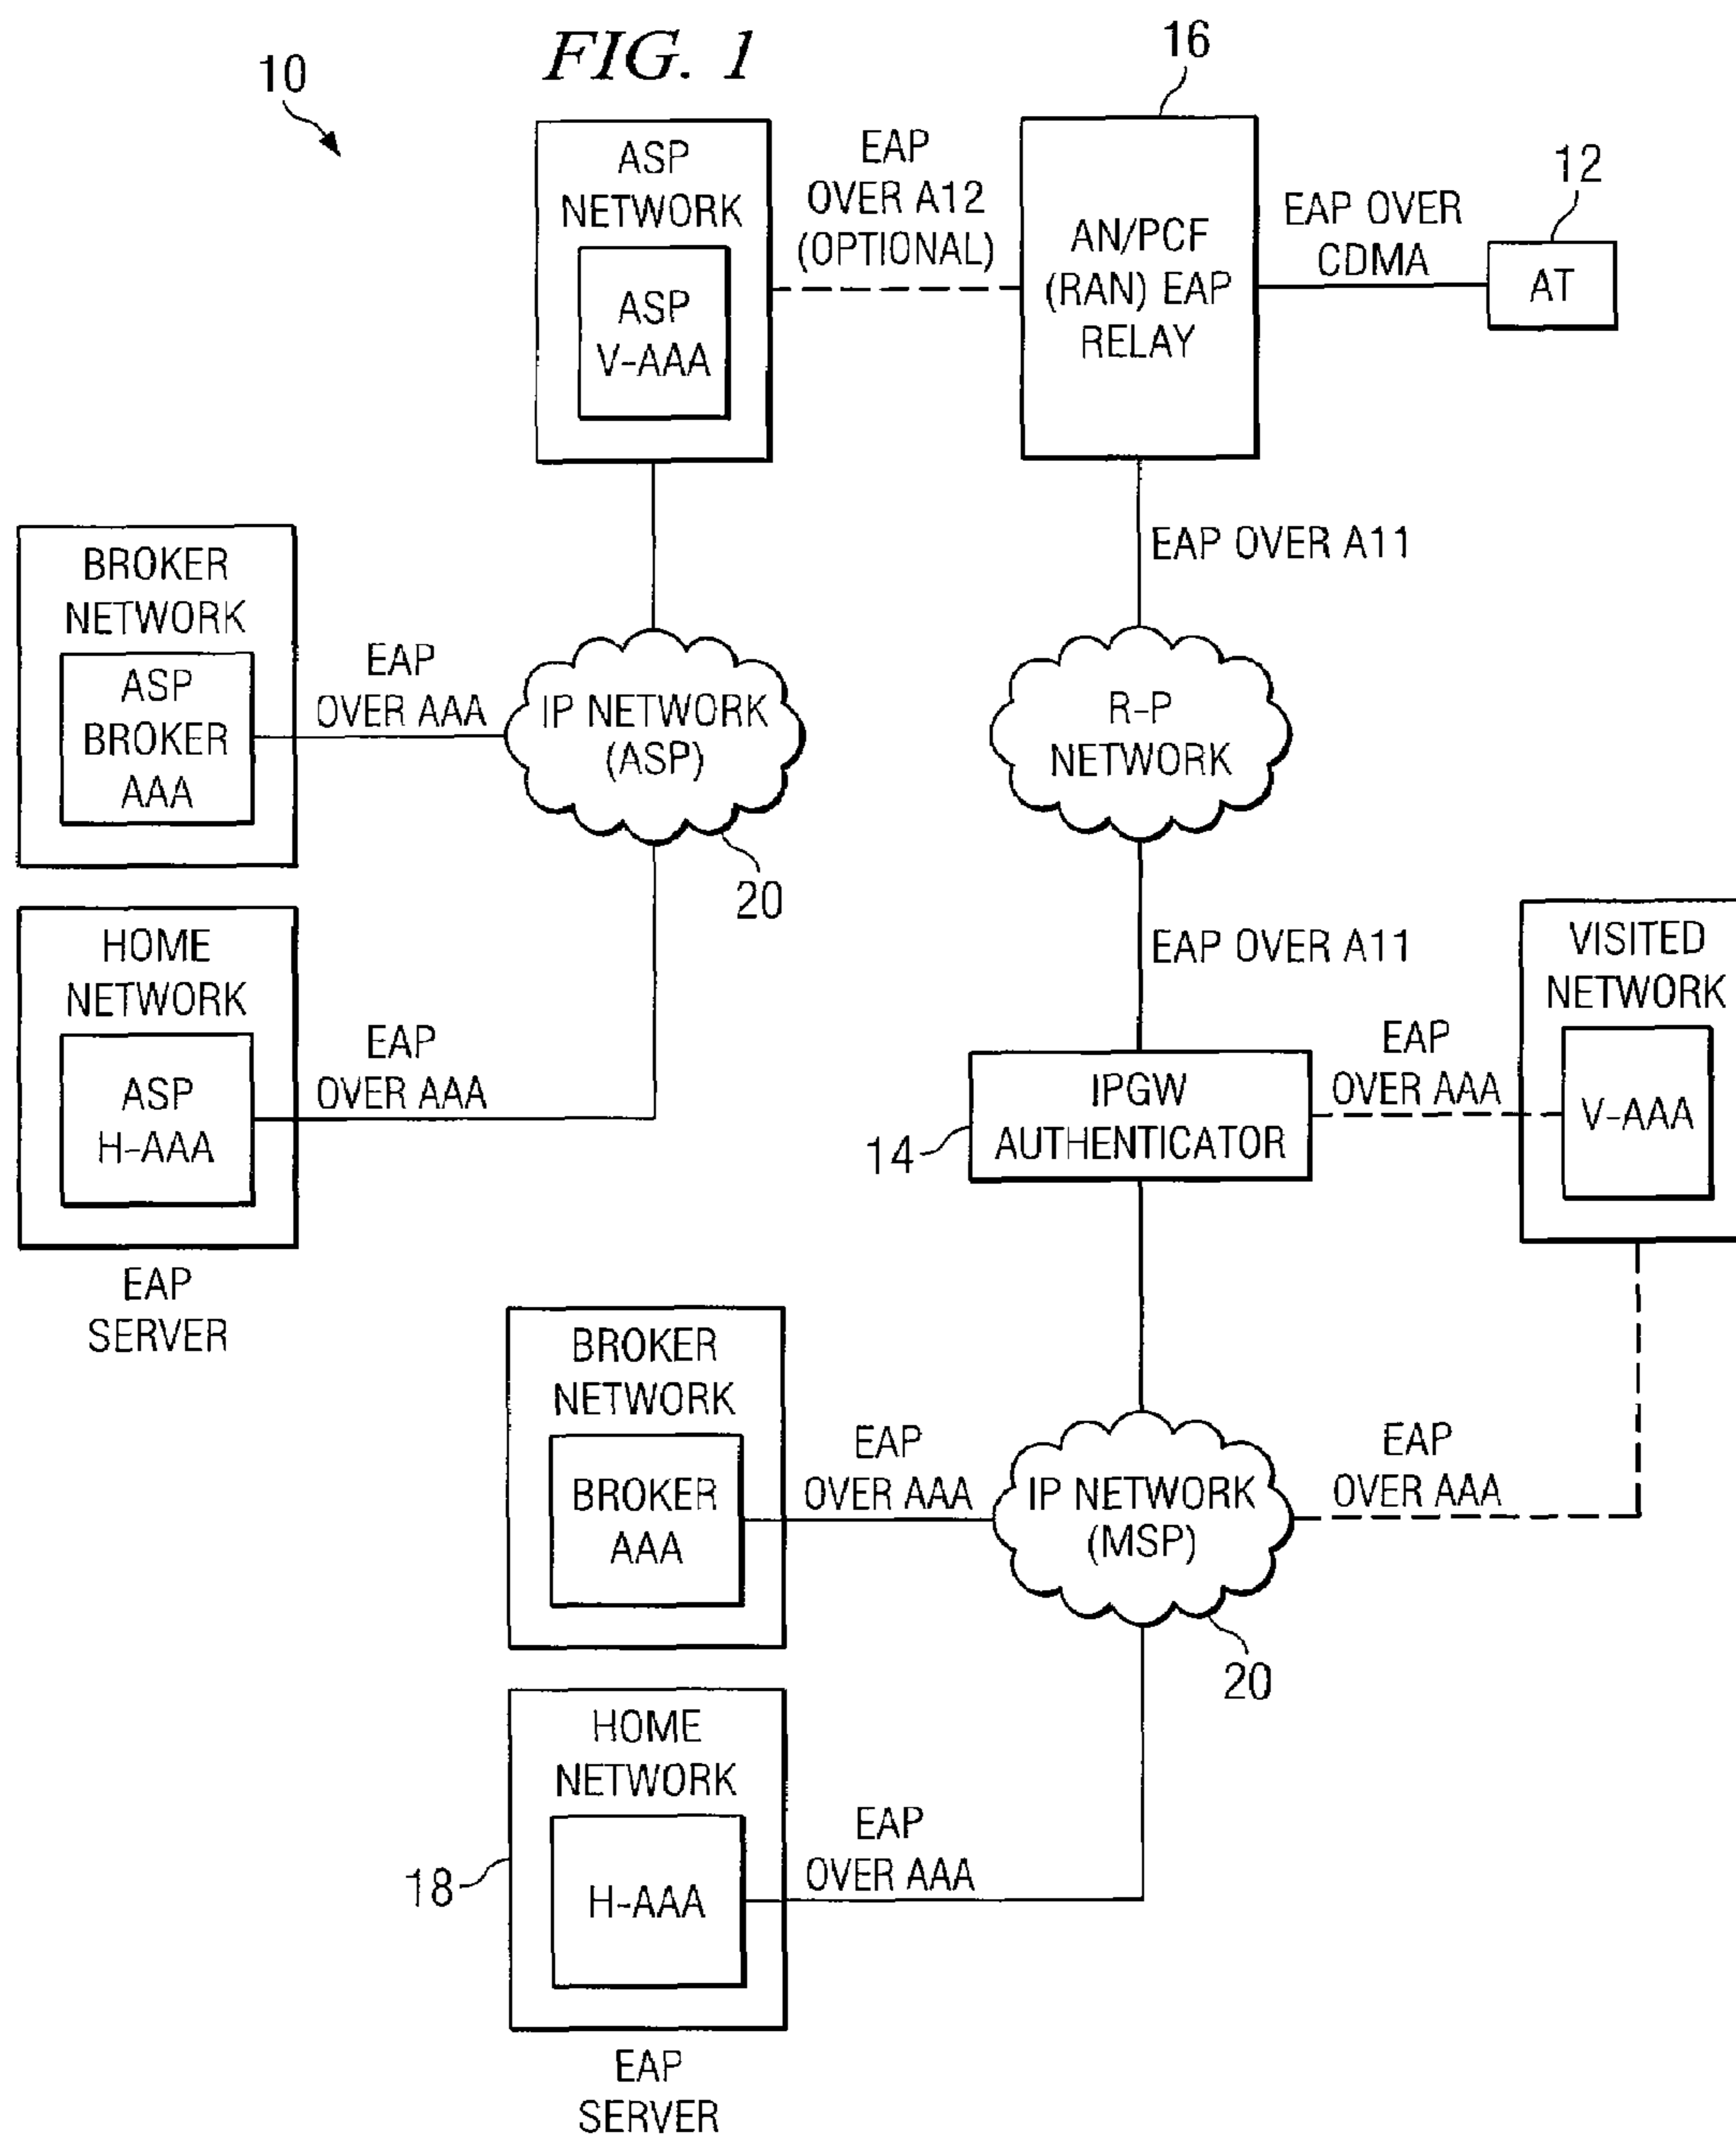 FIG. 1
10
16
12
ASP
NETWORK
ASP
V-AAA
EAP
OVER A12
(OPTIONAL)
AN/PCF
(RAN) EAP
RELAY
EAP OVER
CDMA
AT
EAP OVER A11
BROKER
NETWORK
ASP
BROKER
AAA
EAP
OVER AAA
IP NETWORK
(ASP)
20
R-P
NETWORK
HOME
NETWORK
ASP
H-AAA
EAP
OVER AAA
EAP
SERVER
EAP OVER A11
IPGW
AUTHENTICATOR
14
EAP
OVER AAA
VISITED
NETWORK
V-AAA
BROKER
NETWORK
BROKER
AAA
EAP
OVER AAA
IP NETWORK
(MSP)
20
EAP
OVER AAA
HOME
NETWORK
H-AAA
18
EAP
OVER AAA
EAP
SERVER